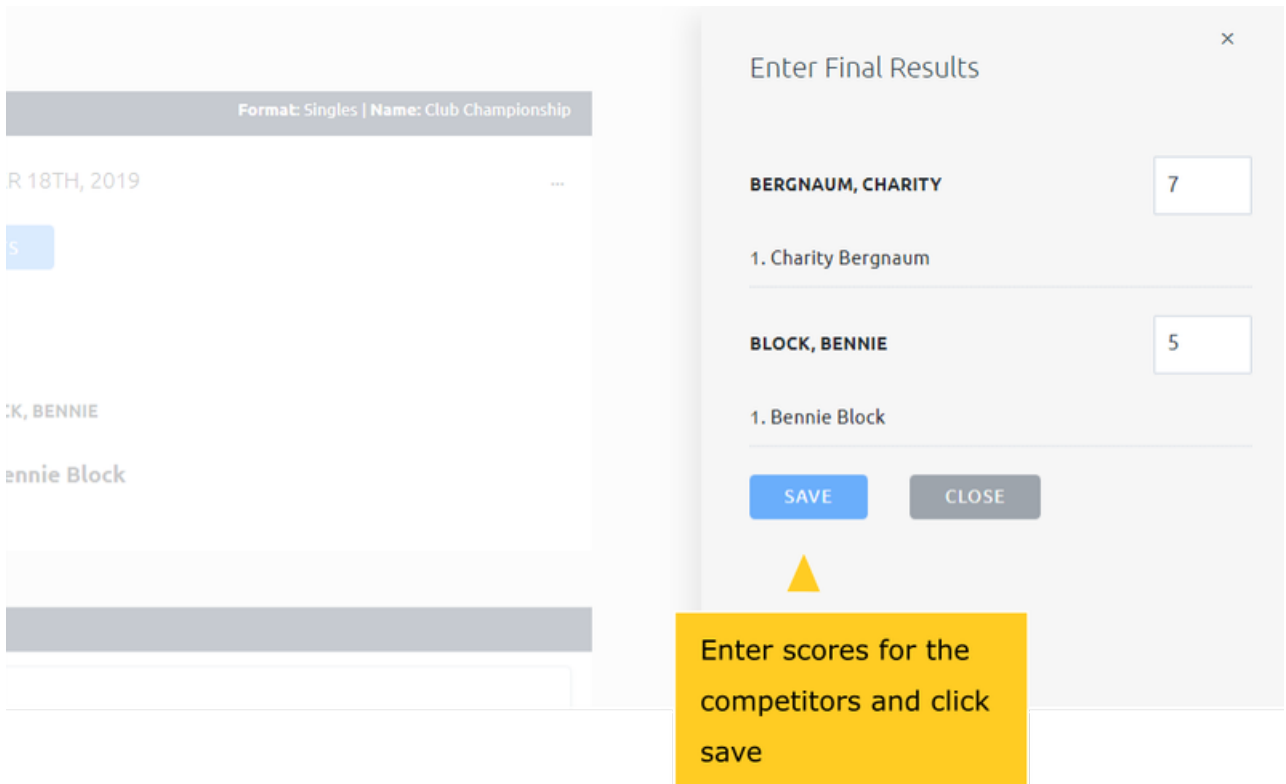 Format: Singles | Name: Club Championship
R 18TH, 2019
...
S
CK, BENNIE
ennie Block
×
Enter Final Results
BERGNAUM, CHARITY
7
1. Charity Bergnaum
BLOCK, BENNIE
5
1. Bennie Block
SAVE
CLOSE
Enter scores for the
competitors and click
save